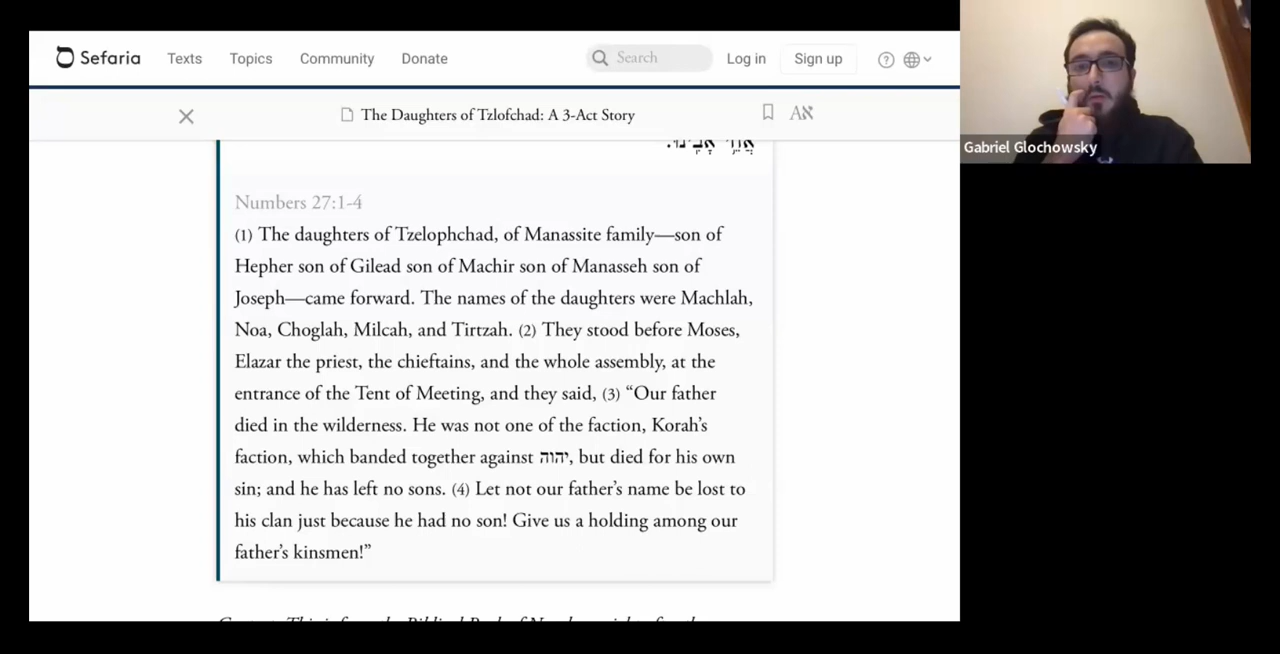 Sefaria Texts Topics Community Donate Search Log in Sign up
The Daughters of Tzlofchad: A 3-Act Story Aא
Gabriel Glochowsky
Numbers 27:1-4
(1) The daughters of Tzelophchad, of Manassite family—son of
Hepher son of Gilead son of Machir son of Manasseh son of
Joseph—came forward. The names of the daughters were Machlah,
Noa, Choglah, Milcah, and Tirtzah. (2) They stood before Moses,
Elazar the priest, the chieftains, and the whole assembly, at the
entrance of the Tent of Meeting, and they said, (3) “Our father
died in the wilderness. He was not one of the faction, Korah’s
faction, which banded together against יהוה, but died for his own
sin; and he has left no sons. (4) Let not our father’s name be lost to
his clan just because he had no son! Give us a holding among our
father’s kinsmen!”